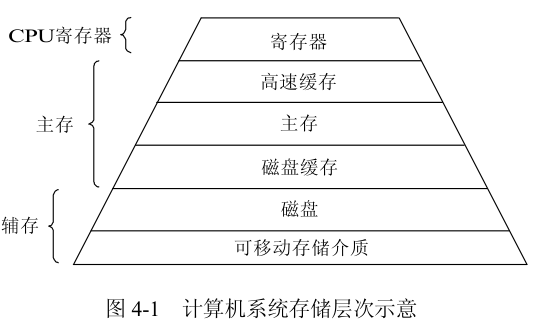 CPU寄存器
寄存器
高速缓存
主存
主存
磁盘缓存
辅存
磁盘
可移动存储介质
图 4-1 计算机系统存储层次示意